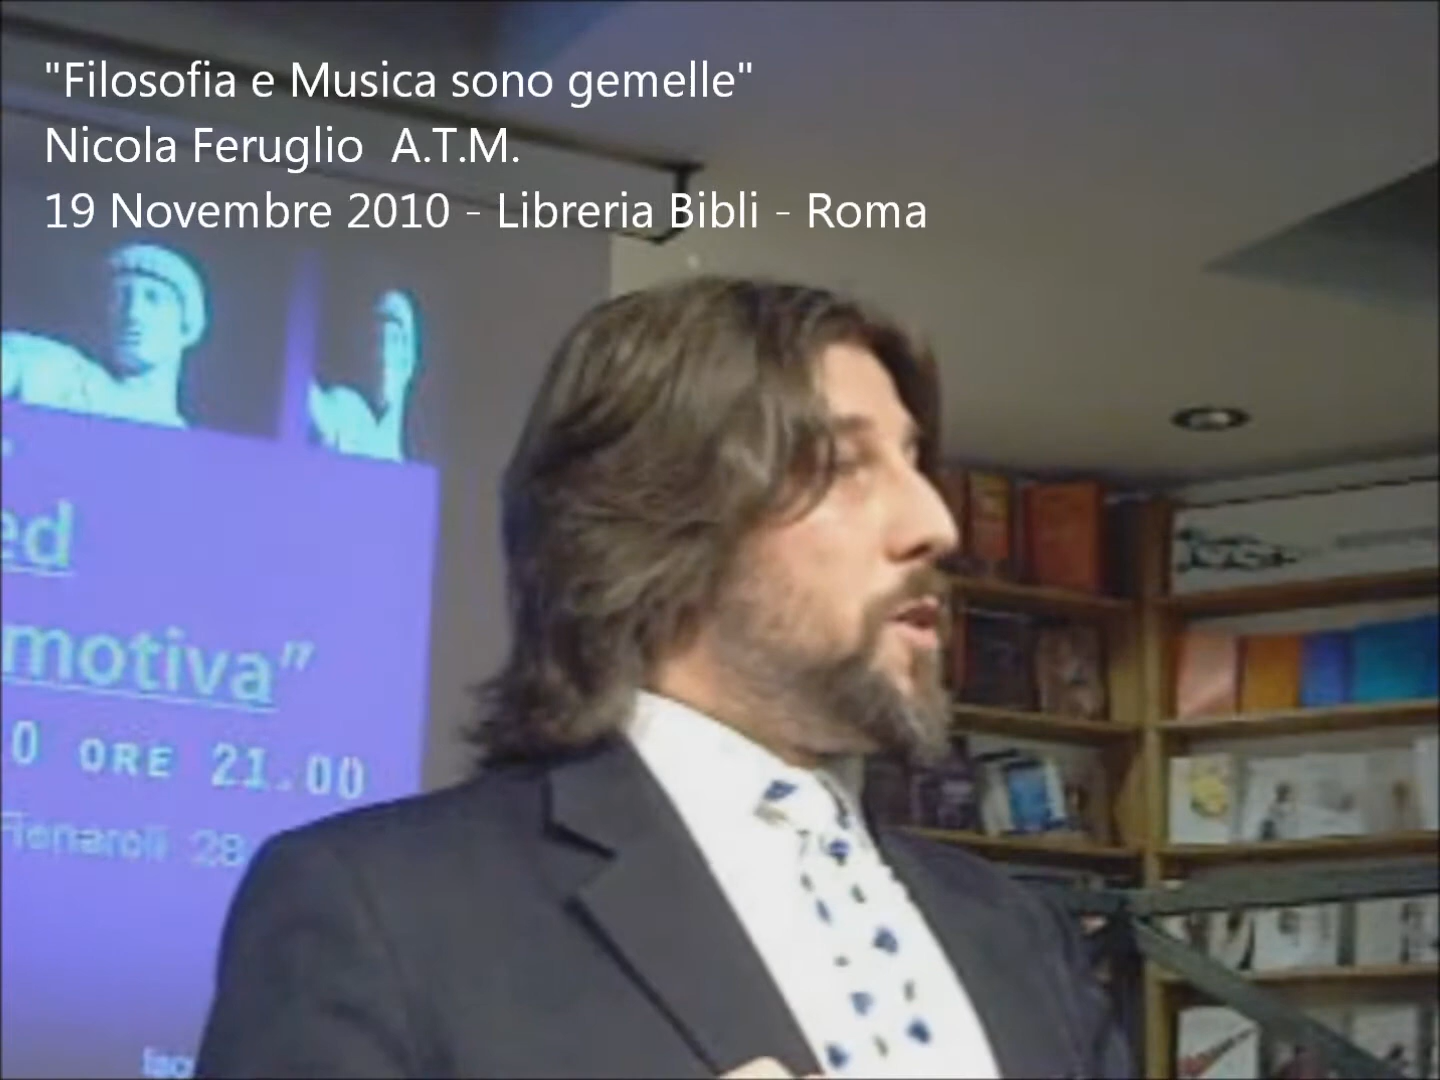 "Filosofia e Musica sono gemelle"
Nicola Feruglio  A.T.M.
19 Novembre 2010 - Libreria Bibli - Roma
ed
motiva”
0 ORE 21.00
Fienaroli 28